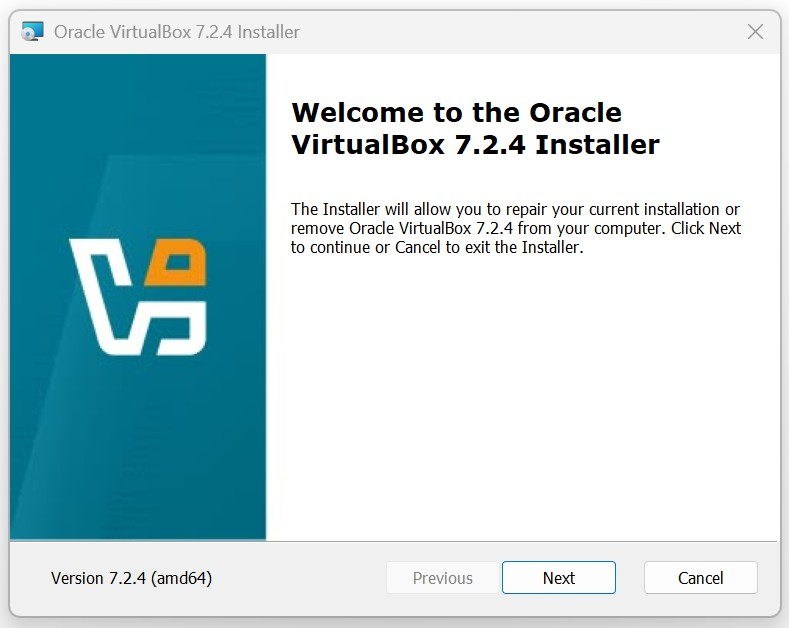 Oracle VirtualBox 7.2.4 Installer
Welcome to the Oracle
VirtualBox 7.2.4 Installer
The Installer will allow you to repair your current installation or
remove Oracle VirtualBox 7.2.4 from your computer. Click Next
to continue or Cancel to exit the Installer.
Version 7.2.4 (amd64)
Previous
Next
Cancel